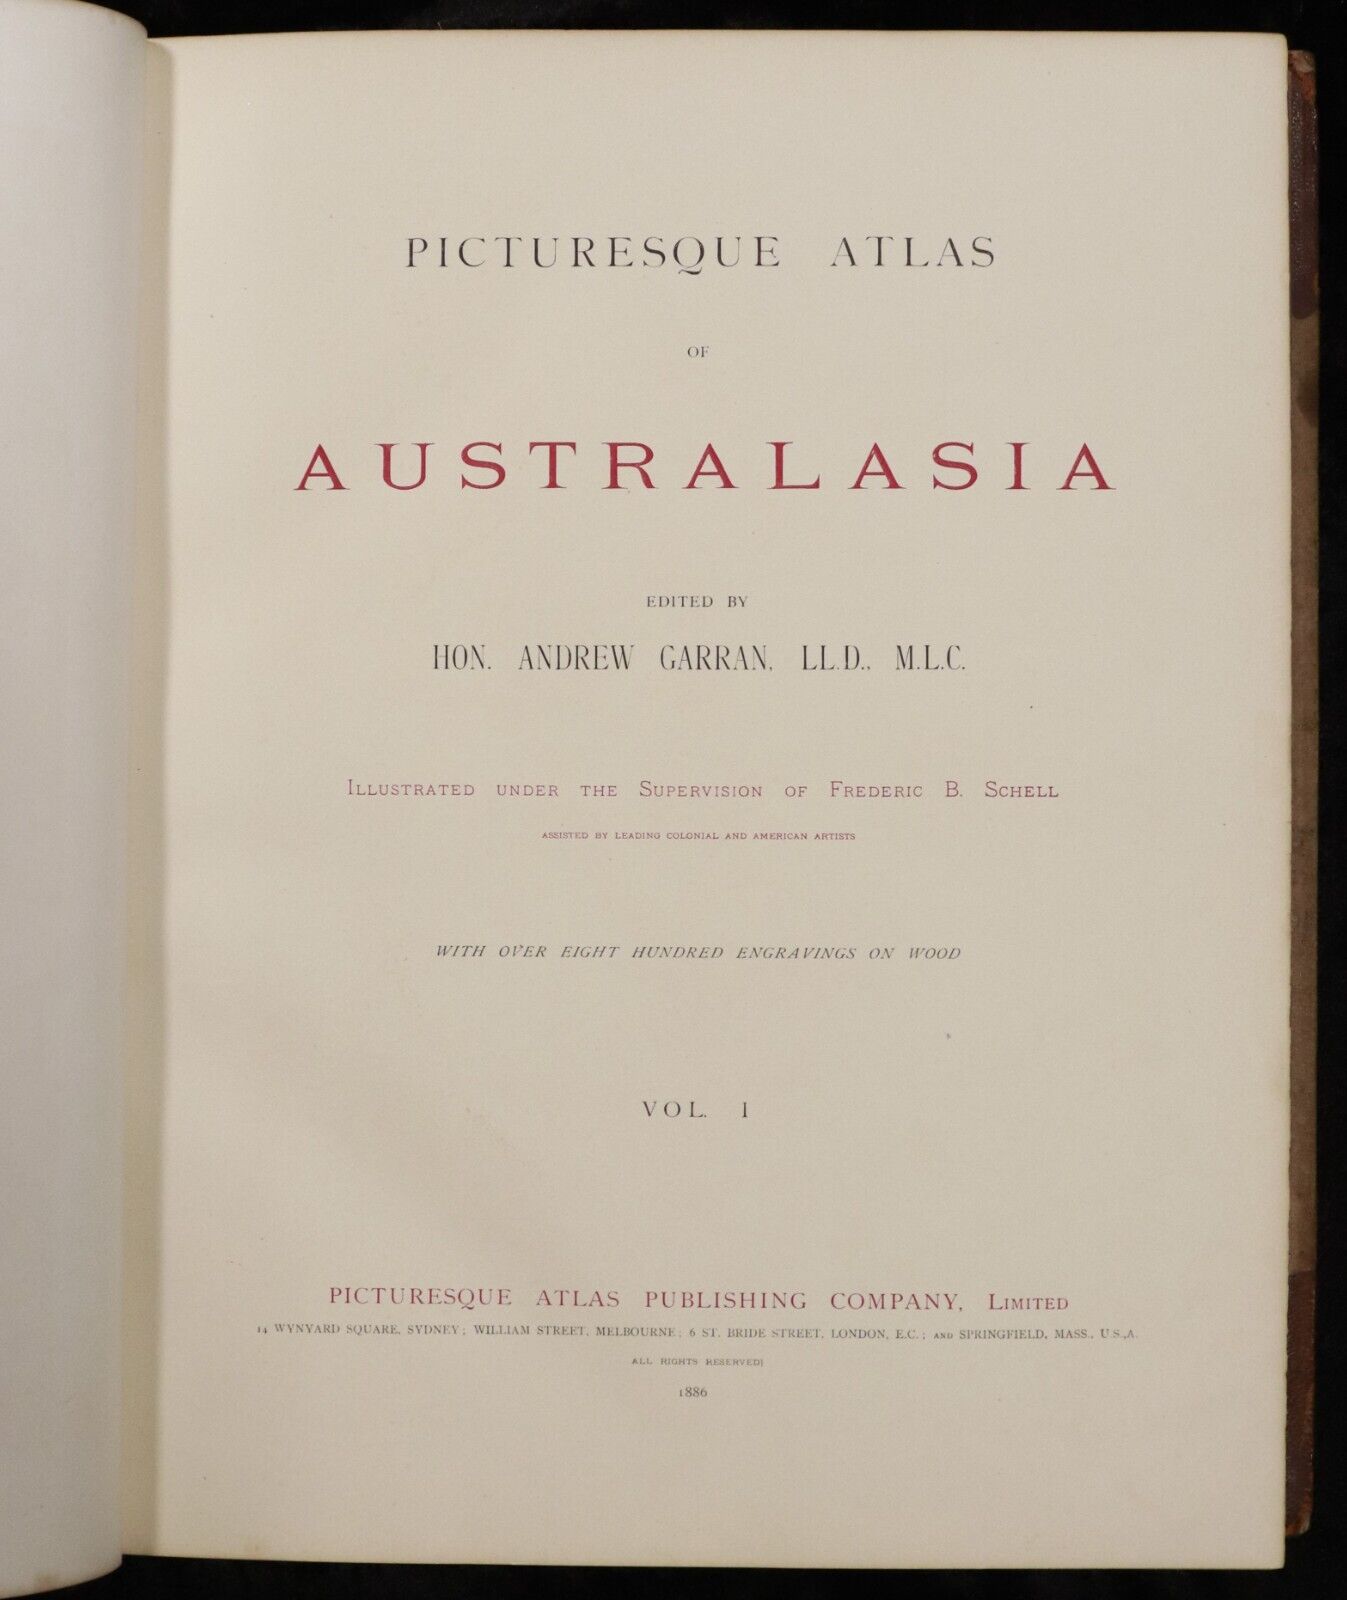 PICTURESQUE ATLAS
OF
AUSTRALASIA
EDITED BY
HON. ANDREW GARRAN, LL.D., M.L.C.
ILLUSTRATED UNDER THE SUPERVISION OF FREDERIC B. SCHELL
ASSISTED BY LEADING COLONIAL AND AMERICAN ARTISTS
WITH OVER EIGHT HUNDRED ENGRAVINGS ON WOOD
VOL. I
PICTURESQUE ATLAS PUBLISHING COMPANY, LIMITED
14 WYNYARD SQUARE, SYDNEY; WILLIAM STREET, MELBOURNE; 6 ST. BRIDE STREET, LONDON, E.C.; AND SPRINGFIELD, MASS., U.S.,A.
ALL RIGHTS RESERVED]
1886